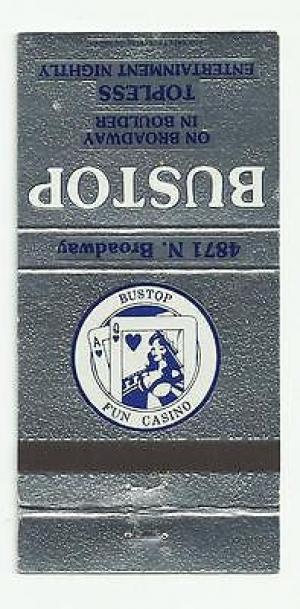 4871 N. Broadway
BUSTOP
ON BROADWAY
IN BOULDER
TOPLESS
ENTERTAINMENT NIGHTLY
BUSTOP
A Q
FUN CASINO